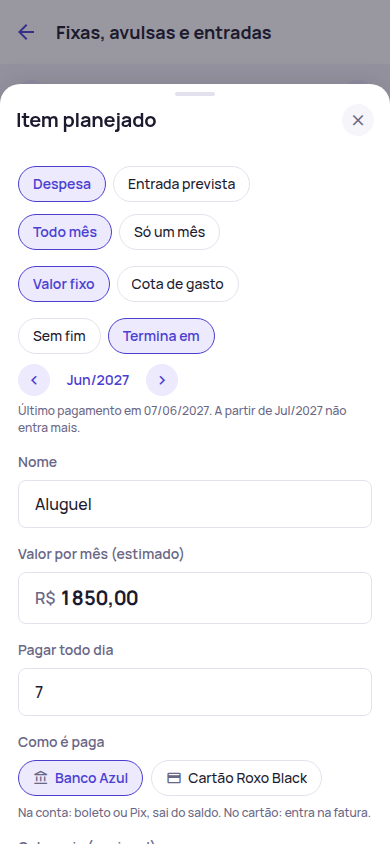 Fixas, avulsas e entradas
Item planejado
Despesa
Entrada prevista
Todo mês
Só um mês
Valor fixo
Cota de gasto
Sem fim
Termina em
Jun/2027
Último pagamento em 07/06/2027. A partir de Jul/2027 não
entra mais.
Nome
Aluguel
Valor por mês (estimado)
R$ 1850,00
Pagar todo dia
7
Como é paga
Banco Azul
Cartão Roxo Black
Na conta: boleto ou Pix, sai do saldo. No cartão: entra na fatura.